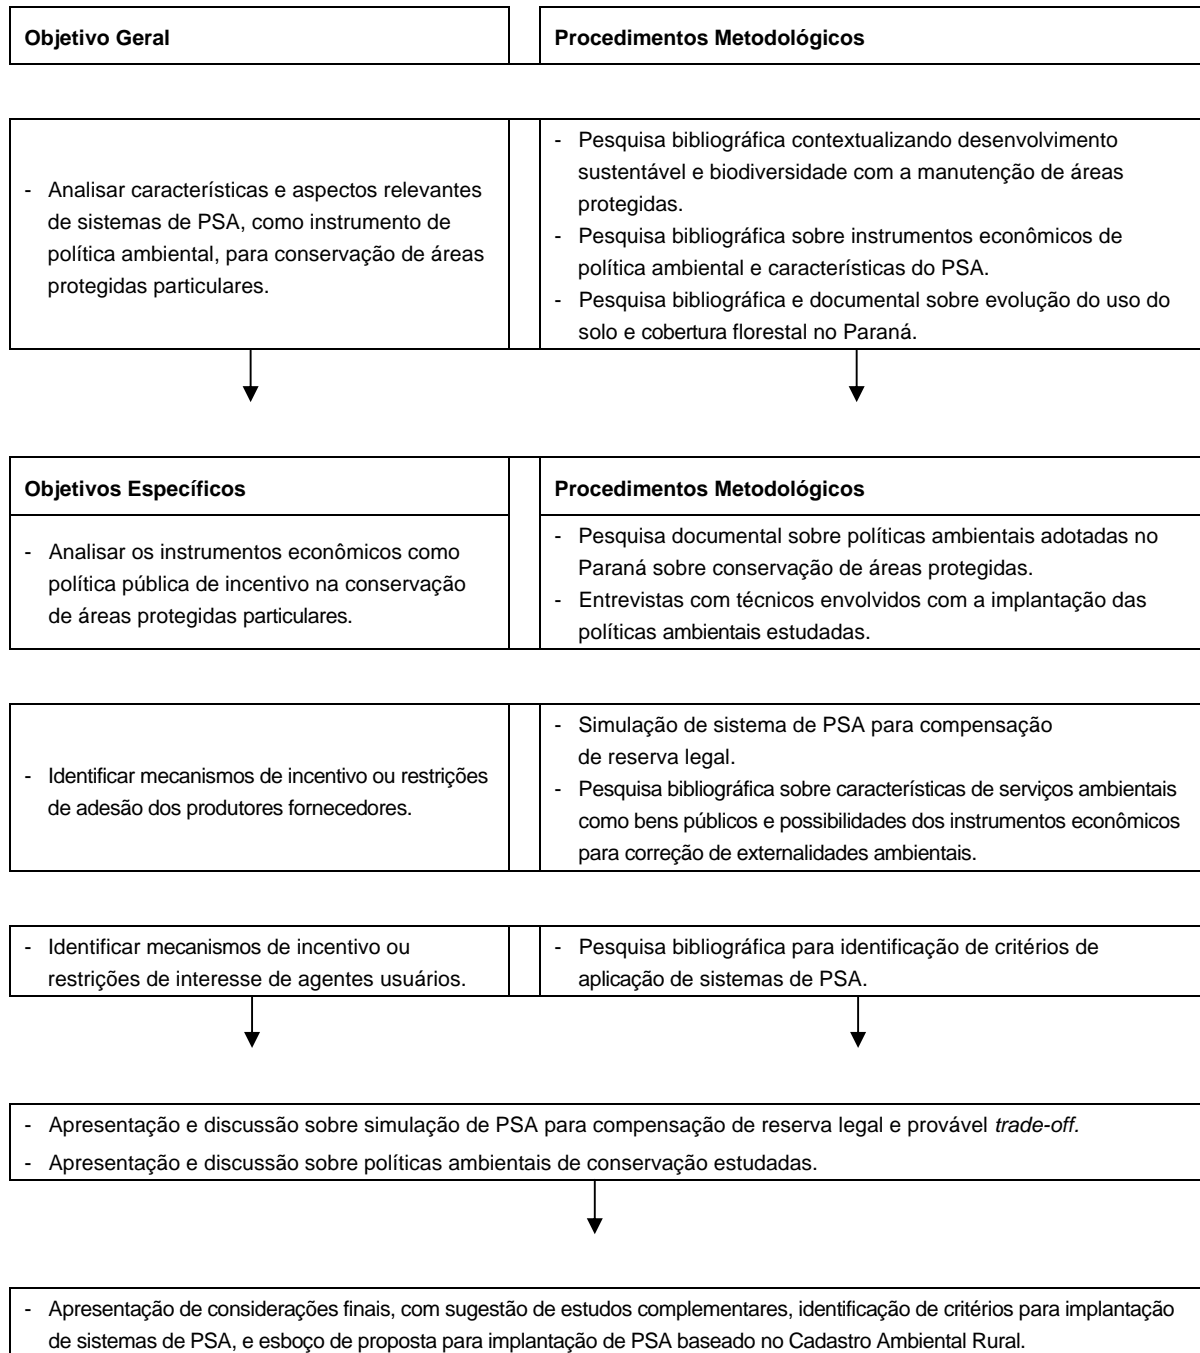 Objetivo Geral
Procedimentos Metodológicos
- Analisar características e aspectos relevantes
de sistemas de PSA, como instrumento de
política ambiental, para conservação de áreas
protegidas particulares.
- Pesquisa bibliográfica contextualizando desenvolvimento
sustentável e biodiversidade com a manutenção de áreas
protegidas.
- Pesquisa bibliográfica sobre instrumentos econômicos de
política ambiental e características do PSA.
- Pesquisa bibliográfica e documental sobre evolução do uso do
solo e cobertura florestal no Paraná.
Objetivos Específicos
Procedimentos Metodológicos
- Analisar os instrumentos econômicos como
política pública de incentivo na conservação
de áreas protegidas particulares.
- Pesquisa documental sobre políticas ambientais adotadas no
Paraná sobre conservação de áreas protegidas.
- Entrevistas com técnicos envolvidos com a implantação das
políticas ambientais estudadas.
- Identificar mecanismos de incentivo ou restrições
de adesão dos produtores fornecedores.
- Simulação de sistema de PSA para compensação
de reserva legal.
- Pesquisa bibliográfica sobre características de serviços ambientais
como bens públicos e possibilidades dos instrumentos econômicos
para correção de externalidades ambientais.
- Identificar mecanismos de incentivo ou
restrições de interesse de agentes usuários.
- Pesquisa bibliográfica para identificação de critérios de
aplicação de sistemas de PSA.
- Apresentação e discussão sobre simulação de PSA para compensação de reserva legal e provável trade-off.
- Apresentação e discussão sobre políticas ambientais de conservação estudadas.
- Apresentação de considerações finais, com sugestão de estudos complementares, identificação de critérios para implantação
de sistemas de PSA, e esboço de proposta para implantação de PSA baseado no Cadastro Ambiental Rural.